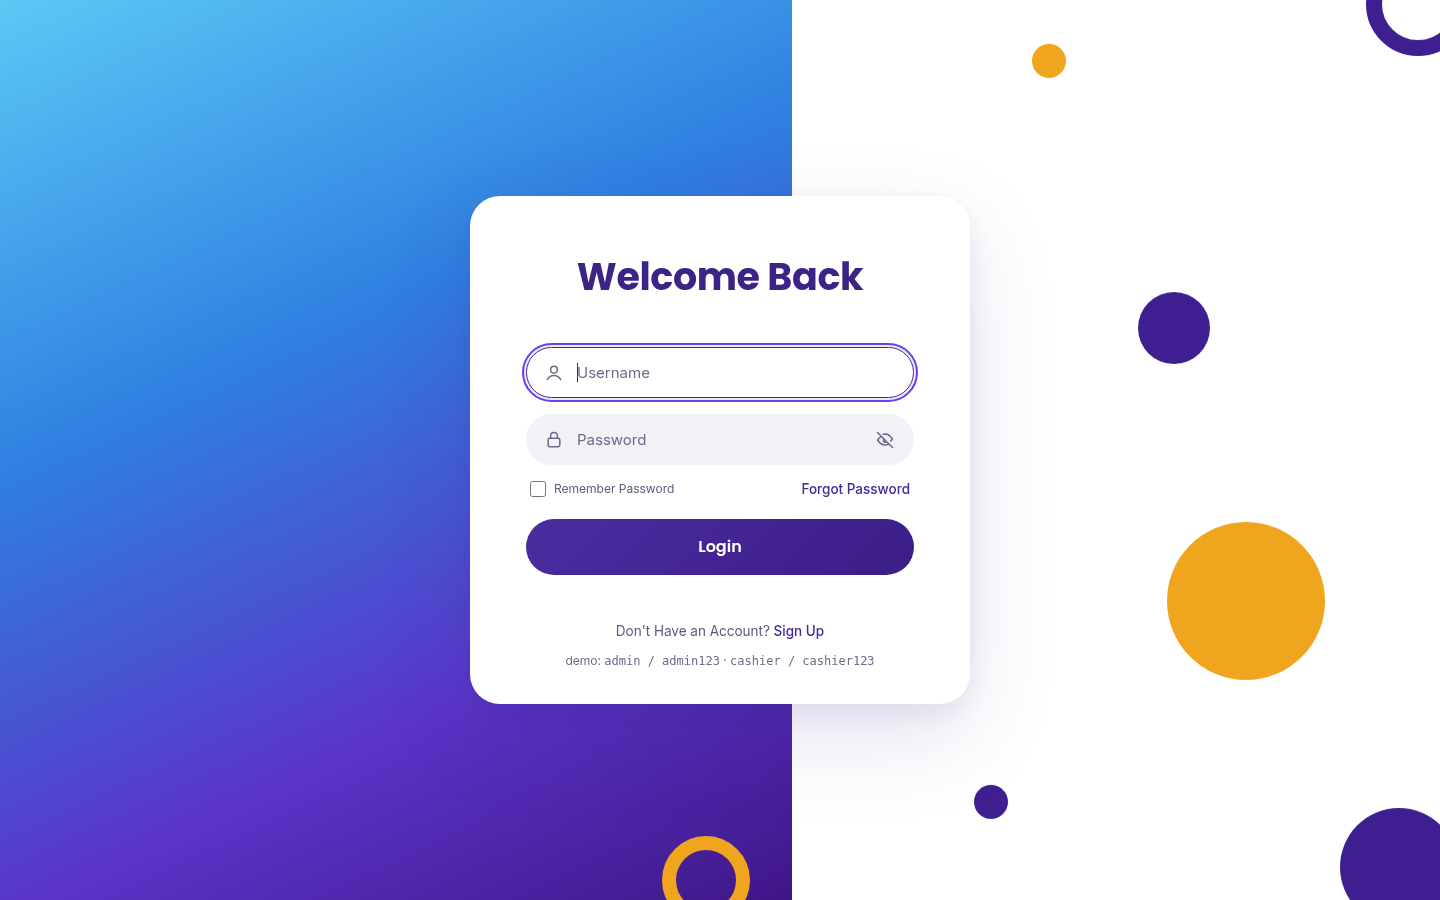 Welcome Back
Username
Password
Remember Password
Forgot Password
Login
Don't Have an Account? Sign Up
demo: admin / admin123 · cashier / cashier123